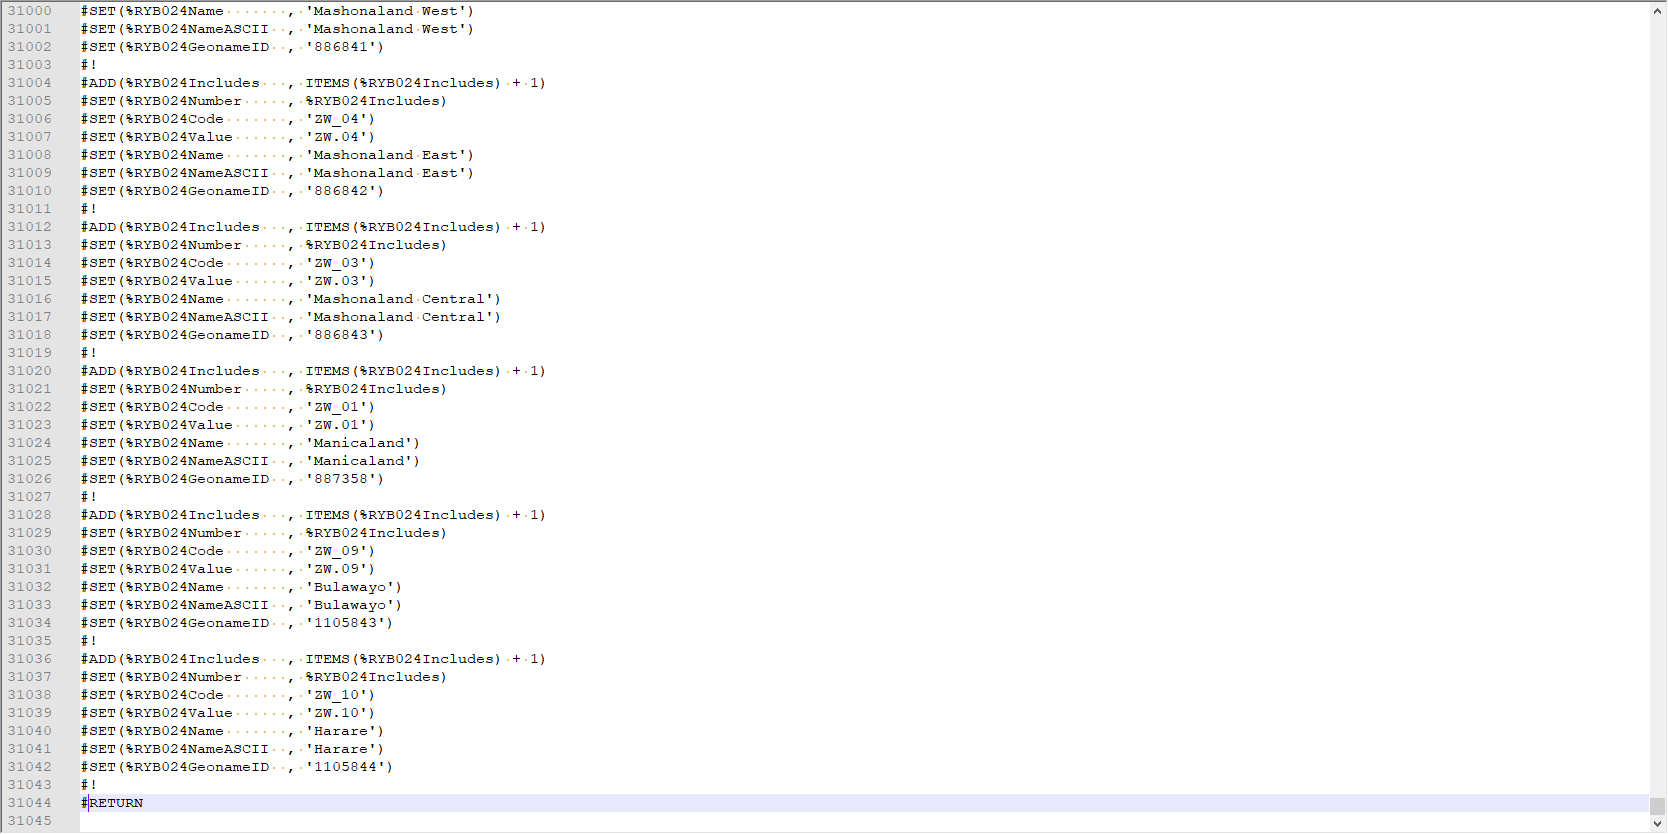 31000 #SET(%RYB024Name ·······,·'Mashonaland·West')
31001 #SET(%RYB024NameASCII ··,·'Mashonaland·West')
31002 #SET(%RYB024GeonameID ··,·'886841')
31003 #!
31004 #ADD(%RYB024Includes ···,·ITEMS(%RYB024Includes)·+·1)
31005 #SET(%RYB024Number ·····,·%RYB024Includes)
31006 #SET(%RYB024Code ·······,·'ZW_04')
31007 #SET(%RYB024Value ······,·'ZW.04')
31008 #SET(%RYB024Name ·······,·'Mashonaland·East')
31009 #SET(%RYB024NameASCII ··,·'Mashonaland·East')
31010 #SET(%RYB024GeonameID ··,·'886842')
31011 #!
31012 #ADD(%RYB024Includes ···,·ITEMS(%RYB024Includes)·+·1)
31013 #SET(%RYB024Number ·····,·%RYB024Includes)
31014 #SET(%RYB024Code ·······,·'ZW_03')
31015 #SET(%RYB024Value ······,·'ZW.03')
31016 #SET(%RYB024Name ·······,·'Mashonaland·Central')
31017 #SET(%RYB024NameASCII ··,·'Mashonaland·Central')
31018 #SET(%RYB024GeonameID ··,·'886843')
31019 #!
31020 #ADD(%RYB024Includes ···,·ITEMS(%RYB024Includes)·+·1)
31021 #SET(%RYB024Number ·····,·%RYB024Includes)
31022 #SET(%RYB024Code ·······,·'ZW_01')
31023 #SET(%RYB024Value ······,·'ZW.01')
31024 #SET(%RYB024Name ·······,·'Manicaland')
31025 #SET(%RYB024NameASCII ··,·'Manicaland')
31026 #SET(%RYB024GeonameID ··,·'887358')
31027 #!
31028 #ADD(%RYB024Includes ···,·ITEMS(%RYB024Includes)·+·1)
31029 #SET(%RYB024Number ·····,·%RYB024Includes)
31030 #SET(%RYB024Code ·······,·'ZW_09')
31031 #SET(%RYB024Value ······,·'ZW.09')
31032 #SET(%RYB024Name ·······,·'Bulawayo')
31033 #SET(%RYB024NameASCII ··,·'Bulawayo')
31034 #SET(%RYB024GeonameID ··,·'1105843')
31035 #!
31036 #ADD(%RYB024Includes ···,·ITEMS(%RYB024Includes)·+·1)
31037 #SET(%RYB024Number ·····,·%RYB024Includes)
31038 #SET(%RYB024Code ·······,·'ZW_10')
31039 #SET(%RYB024Value ······,·'ZW.10')
31040 #SET(%RYB024Name ·······,·'Harare')
31041 #SET(%RYB024NameASCII ··,·'Harare')
31042 #SET(%RYB024GeonameID ··,·'1105844')
31043 #!
31044 #RETURN
31045